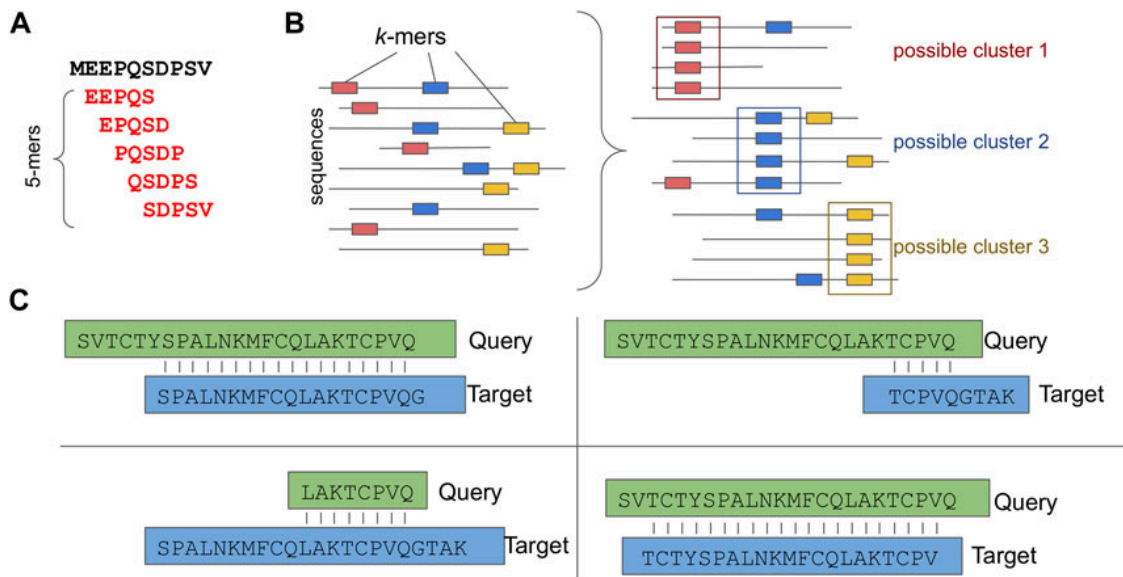 A
MEEPQSDPSV
EEPQS
EPQSD
PQSDP
QSDPS
SDPSV
5-mers
B
k-mers
sequences
possible cluster 1
possible cluster 2
possible cluster 3
C
SVTCTYSPALNKMFCQLAKTCPVQ Query
SPALNKMFCQLAKTCPVQG Target
SVTCTYSPALNKMFCQLAKTCPVQ Query
TCPVQGTAK Target
LAKTCPVQ Query
SPALNKMFCQLAKTCPVQGTAK Target
SVTCTYSPALNKMFCQLAKTCPVQ Query
TCTYSPALNKMFCQLAKTCPV Target